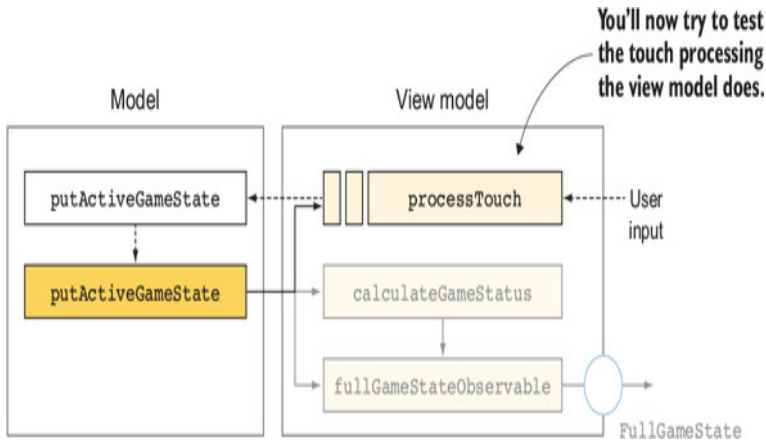 You'll now try to test
the touch processing
the view model does.
Model
View model
putActiveGameState
processTouch
User
input
putActiveGameState
calculateGameStatus
fullGameStateObservable
FullGameState